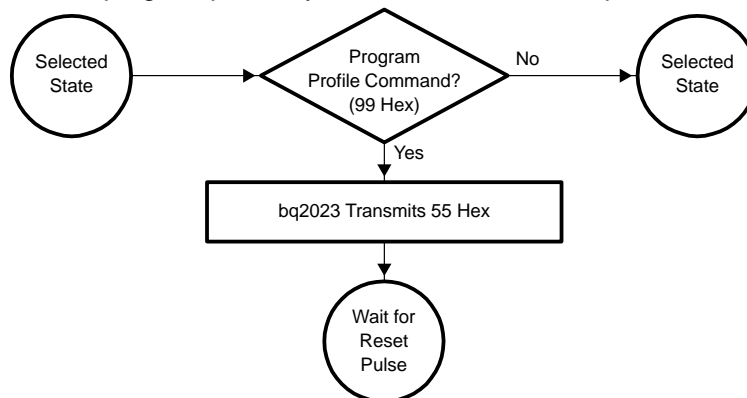 Selected
State
Program
Profile Command?
(99 Hex)
No
Selected
State
Yes
bq2023 Transmits 55 Hex
Wait for
Reset
Pulse